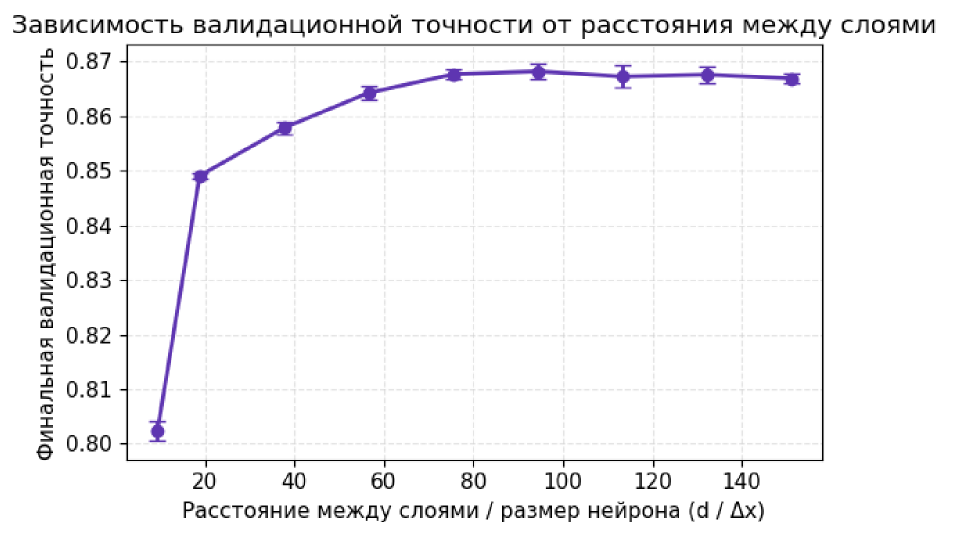 Зависимость валидационной точности от расстояния между слоями
Финальная валидационная точность
0.87
0.86
0.85
0.84
0.83
0.82
0.81
0.80
20 40 60 80 100 120 140
Расстояние между слоями / размер нейрона (d / Δx)